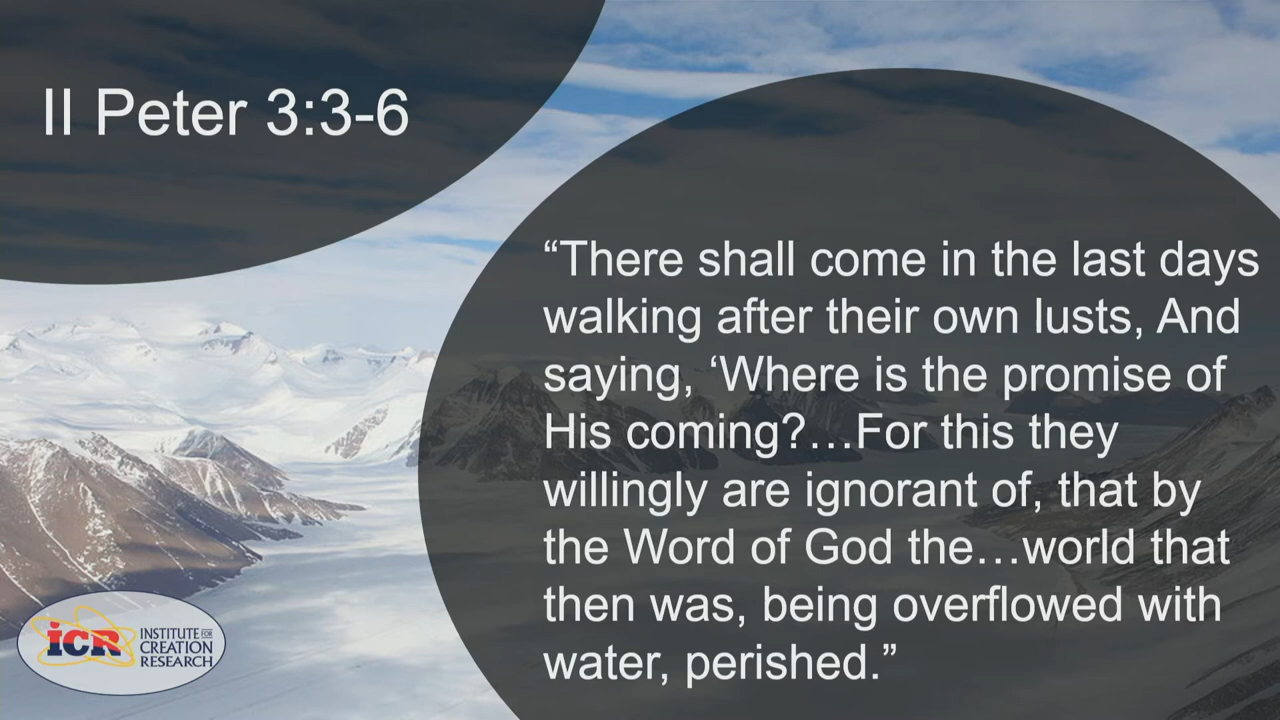 II Peter 3:3-6
“There shall come in the last days
walking after their own lusts, And
saying, ‘Where is the promise of
His coming?…For this they
willingly are ignorant of, that by
the Word of God the…world that
then was, being overflowed with
water, perished.”
iCR
INSTITUTE FOR
CREATION
RESEARCH